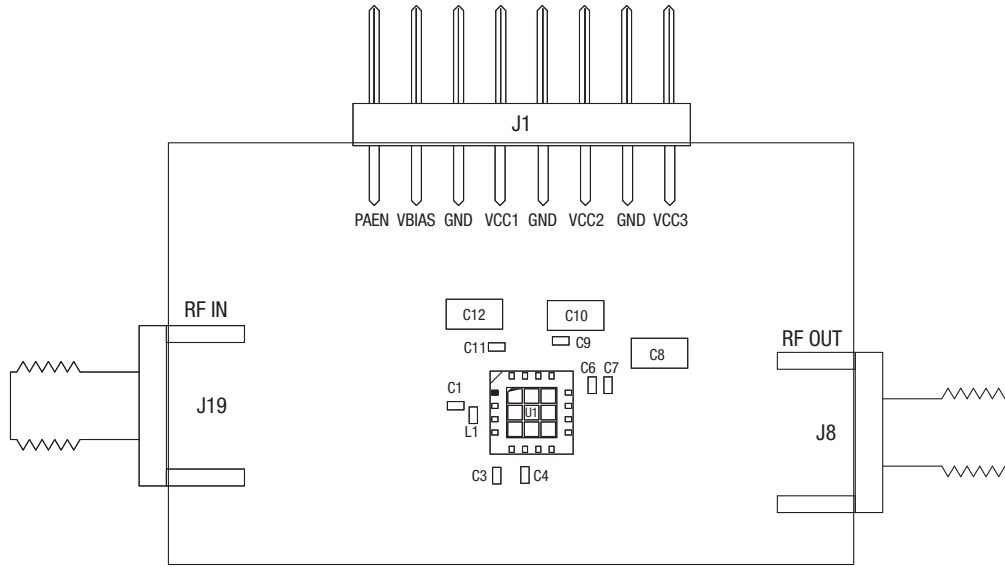 J1
PAEN VBIAS GND VCC1 GND VCC2 GND VCC3
RF IN
J19
C12
C10
C11
C9
C8
RF OUT
J8
C6 C7
C1
L1
U1
C3
C4